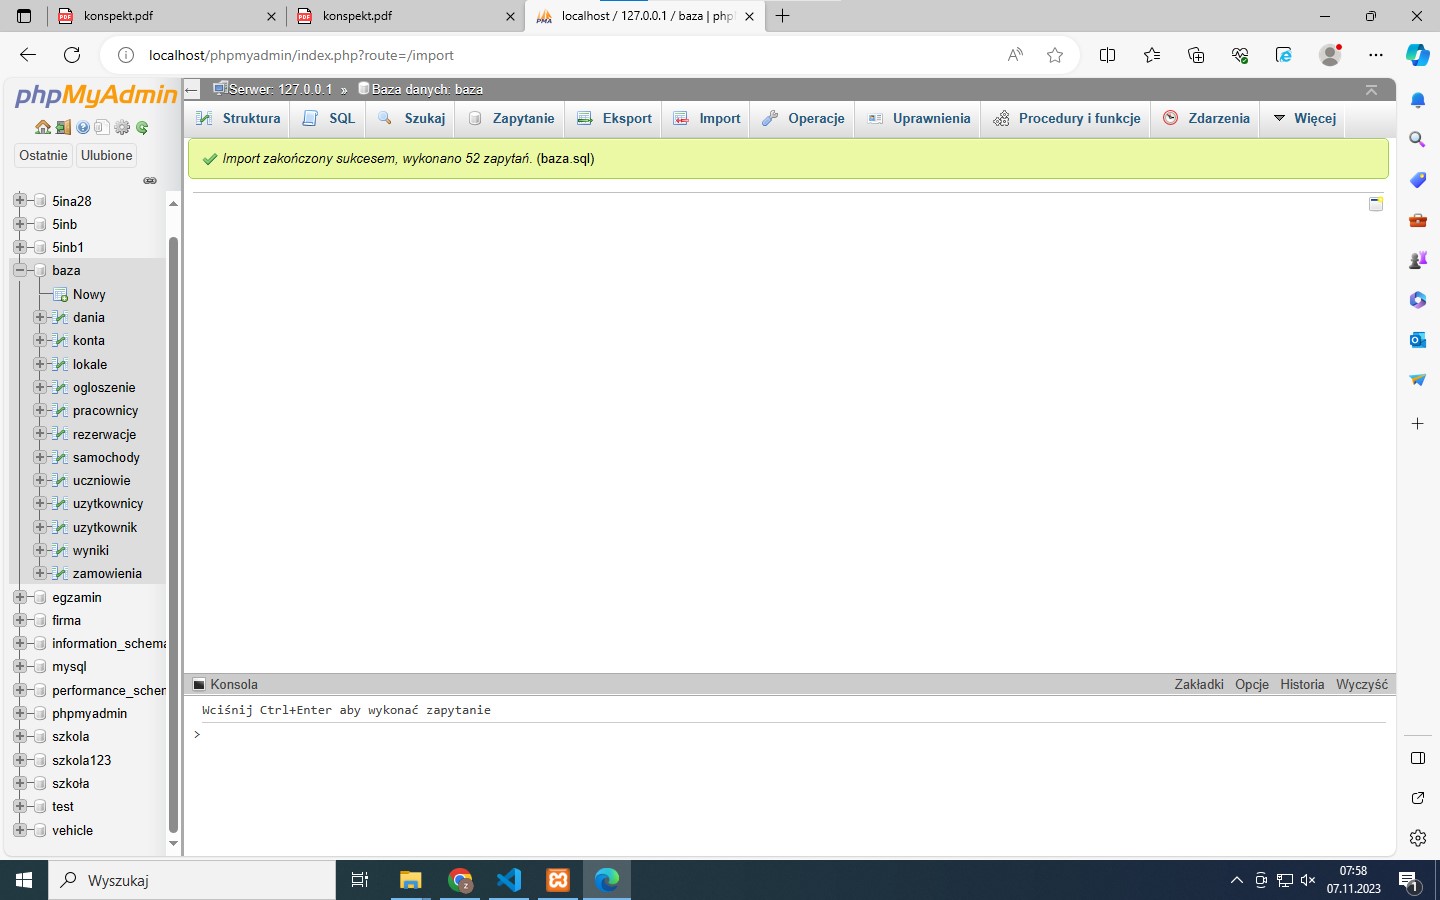 konspekt.pdf
konspekt.pdf
localhost / 127.0.0.1 / baza | php
localhost/phpmyadmin/index.php?route=/import
phpMyAdmin
Serwer: 127.0.0.1 » Baza danych: baza
Struktura SQL Szukaj Zapytanie Eksport Import Operacje Uprawnienia Procedury i funkcje Zdarzenia Więcej
Ostatnie Ulubione
Import zakończony sukcesem, wykonano 52 zapytań. (baza.sql)
5ina28
5inb
5inb1
baza
Nowy
dania
konta
lokale
ogloszenie
pracownicy
rezerwacje
samochody
uczniowie
uzytkownicy
uzytkownik
wyniki
zamowienia
egzamin
firma
information_schema
mysql
performance_schem
phpmyadmin
szkola
szkola123
szkoła
test
vehicle
Konsola
Zakładki Opcje Historia Wyczyść
Wciśnij Ctrl+Enter aby wykonać zapytanie
>
Wyszukaj
07:58
07.11.2023
1